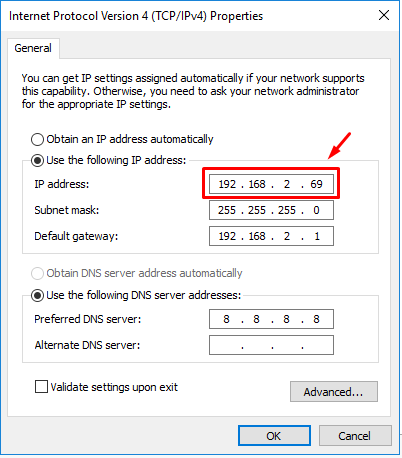 Internet Protocol Version 4 (TCP/IPv4) Properties
General
You can get IP settings assigned automatically if your network supports
this capability. Otherwise, you need to ask your network administrator
for the appropriate IP settings.
Obtain an IP address automatically
Use the following IP address:
IP address: 192 . 168 . 2 . 69
Subnet mask: 255 . 255 . 255 . 0
Default gateway: 192 . 168 . 2 . 1
Obtain DNS server address automatically
Use the following DNS server addresses:
Preferred DNS server: 8 . 8 . 8 . 8
Alternate DNS server: . . .
Validate settings upon exit
Advanced...
OK Cancel